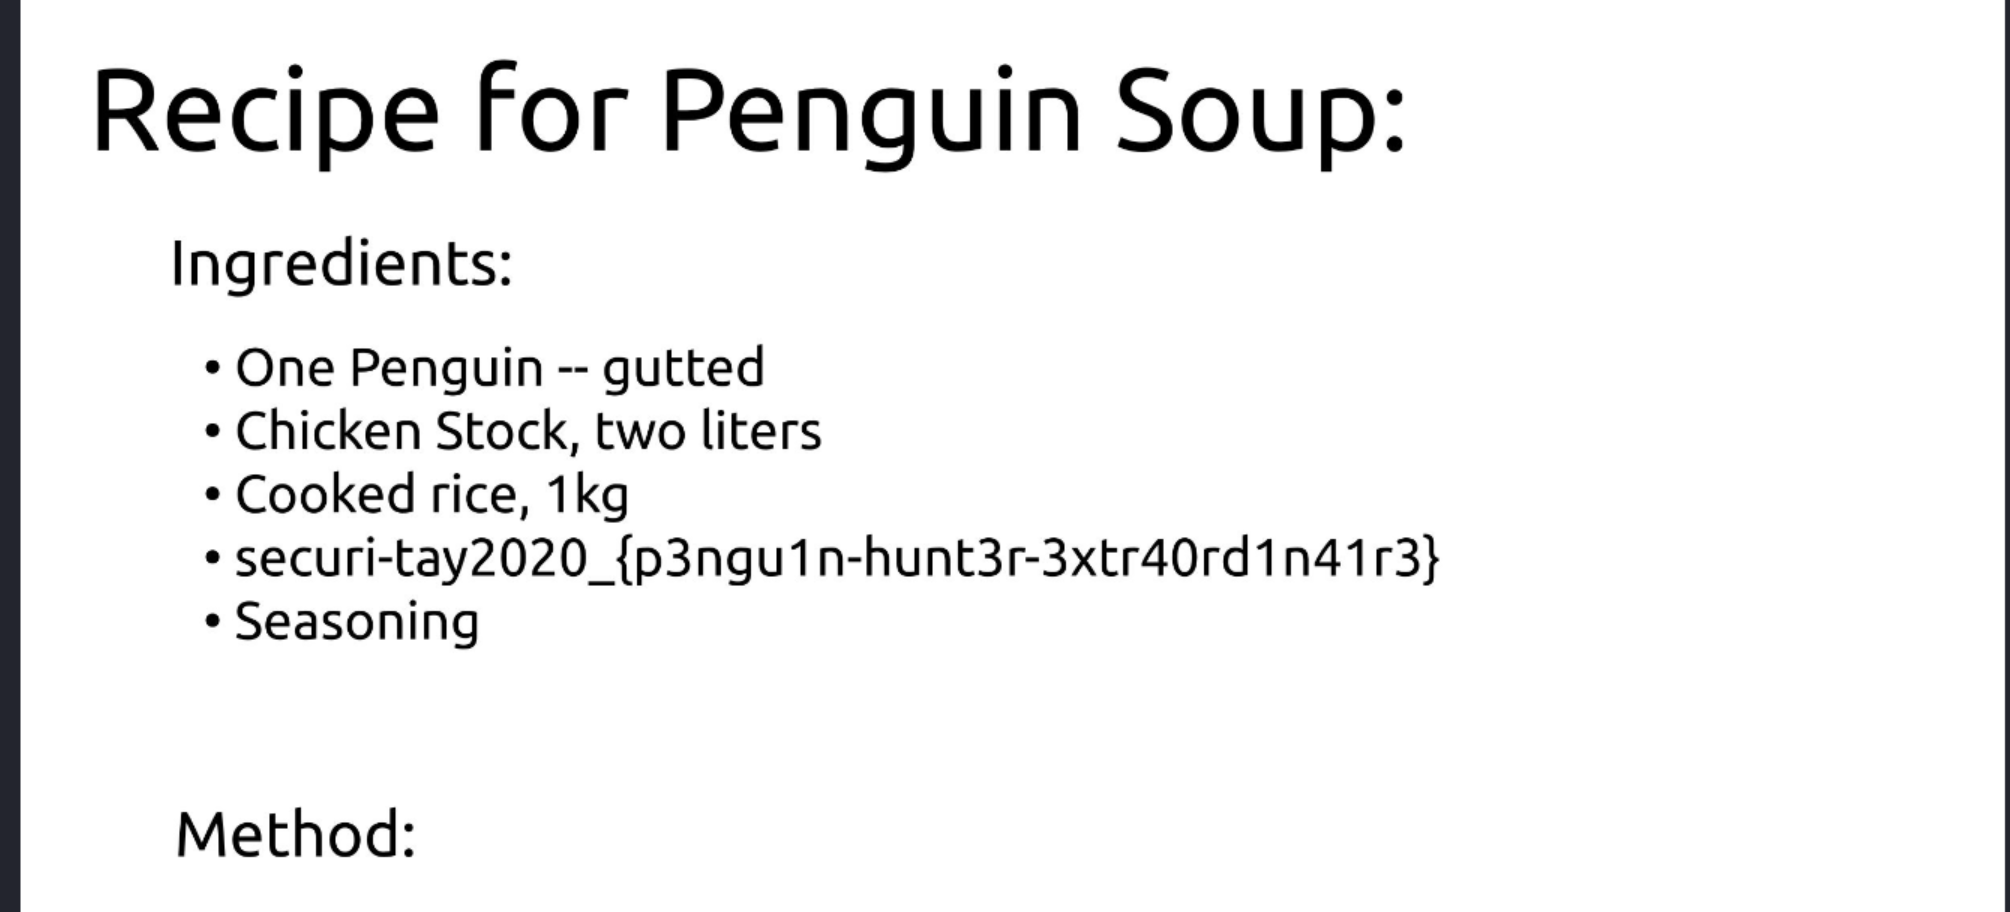 Recipe for Penguin Soup:
Ingredients:
• One Penguin -- gutted
• Chicken Stock, two liters
• Cooked rice, 1kg
• securi-tay2020_{p3ngu1n-hunt3r-3xtr40rd1n41r3}
• Seasoning
Method: